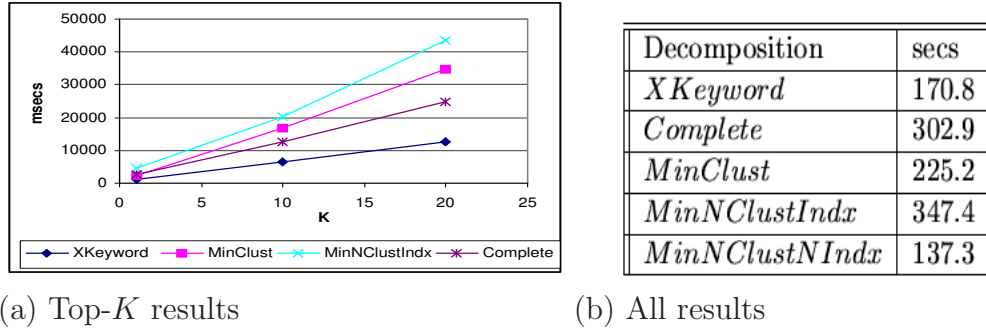 50000
40000
30000
20000
10000
0
msecs
0 5 10 15 20 25
K
XKeyword MinClust MinNClustIndx Complete
(a) Top-K results
Decomposition secs
XKeyword 170.8
Complete 302.9
MinClust 225.2
MinNClustIndx 347.4
MinNClustNIndx 137.3
(b) All results